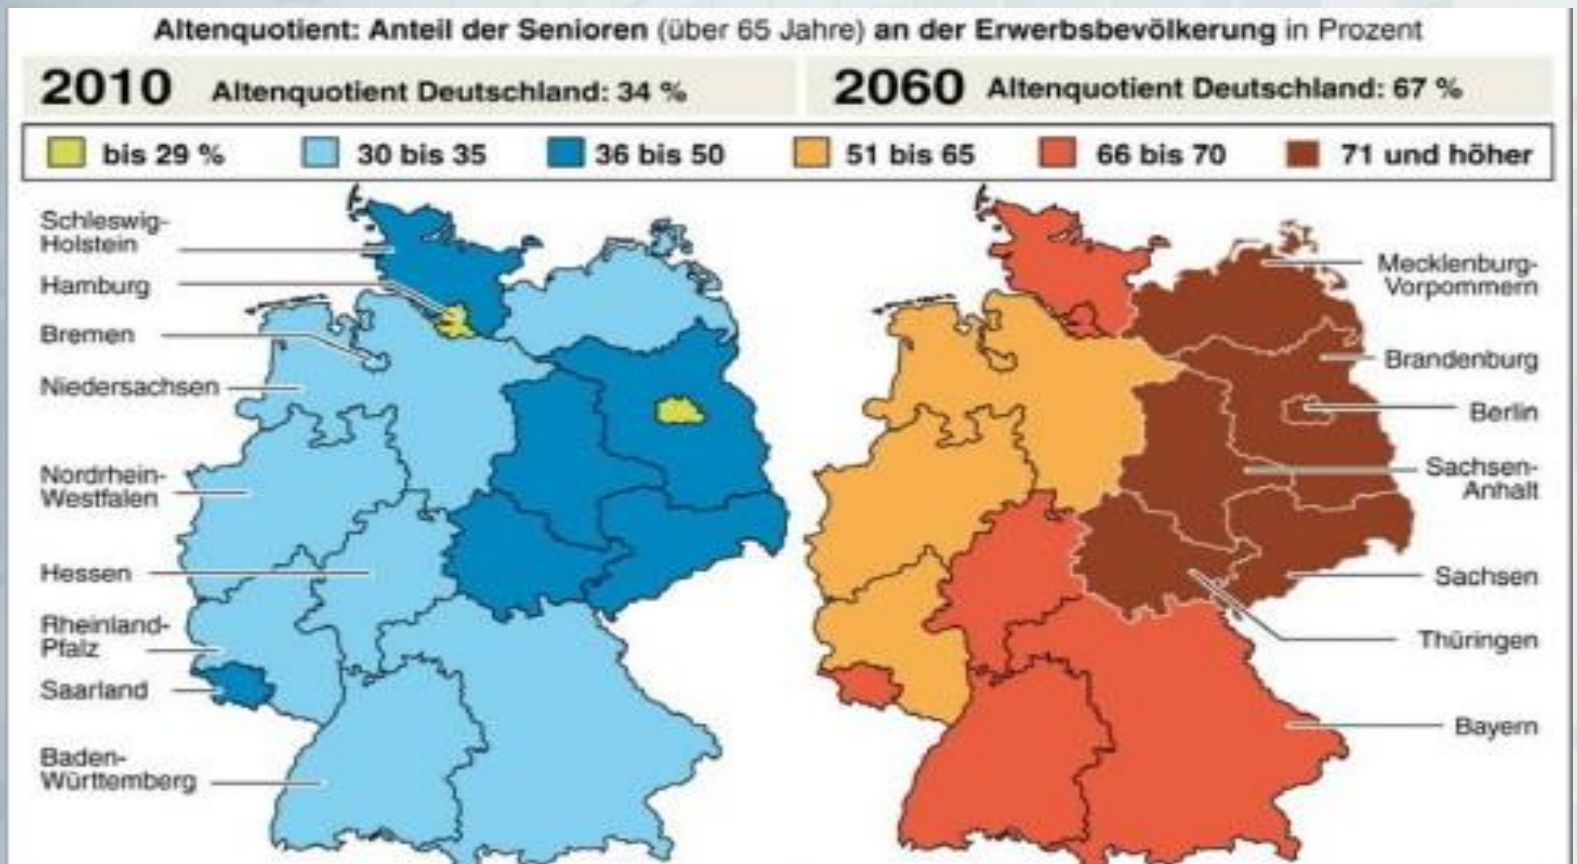 Altenquotient: Anteil der Senioren (über 65 Jahre) an der Erwerbsbevölkerung in Prozent
2010 Altenquotient Deutschland: 34 %
2060 Altenquotient Deutschland: 67 %
bis 29 % 30 bis 35 36 bis 50 51 bis 65 66 bis 70 71 und höher
Schleswig-
Holstein
Hamburg
Bremen
Niedersachsen
Nordrhein-
Westfalen
Hessen
Rheinland-
Pfalz
Saarland
Baden-
Württemberg
Mecklenburg-
Vorpommern
Brandenburg
Berlin
Sachsen-
Anhalt
Sachsen
Thüringen
Bayern